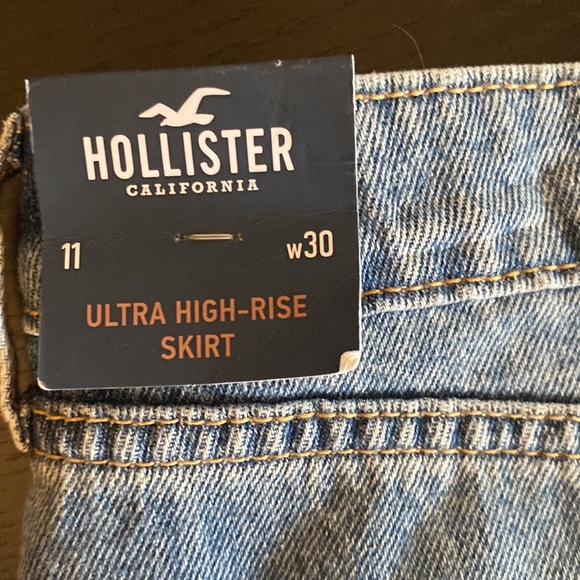 HOLLISTER
CALIFORNIA
11 w30
ULTRA HIGH-RISE
SKIRT